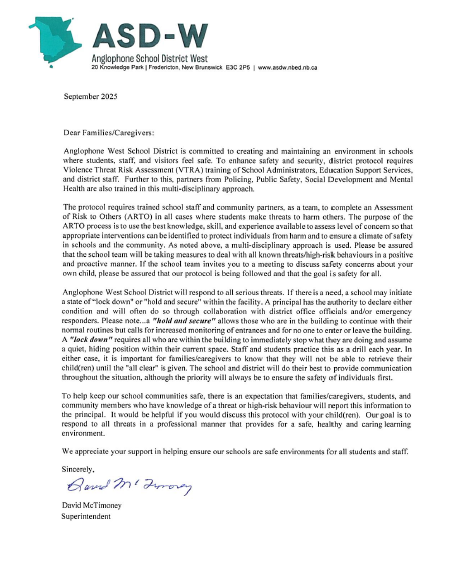 ASD-W
Anglophone School District West
20 Knowledge Park | Fredericton, New Brunswick E3C 2P5 | www.asdw.nbed.nb.ca
September 2025
Dear Families/Caregivers:
Anglophone West School District is committed to creating and maintaining an environment in schools
where students, staff, and visitors feel safe. To enhance safety and security, district protocol requires
Violence Threat Risk Assessment (VTRA) training of School Administrators, Education Support Services,
and district staff. Further to this, partners from Policing, Public Safety, Social Development and Mental
Health are also trained in this multi-disciplinary approach.
The protocol requires trained school staff and community partners, as a team, to complete an Assessment
of Risk to Others (ARTO) in all cases where students make threats to harm others. The purpose of the
ARTO process is to use the best knowledge, skill, and experience available to assess level of concern so that
appropriate interventions can be identified to protect individuals from harm and to ensure a climate of safety
in schools and the community. As noted above, a multi-disciplinary approach is used. Please be assured
that the school team will be taking measures to deal with all known threats/high-risk behaviours in a positive
and proactive manner. If the school team invites you to a meeting to discuss safety concerns about your
own child, please be assured that our protocol is being followed and that the goal is safety for all.
Anglophone West School District will respond to all serious threats. If there is a need, a school may initiate
a state of "lock down" or "hold and secure" within the facility. A principal has the authority to declare either
condition and will often do so through collaboration with district office officials and/or emergency
responders. Please note...a "hold and secure" allows those who are in the building to continue with their
normal routines but calls for increased monitoring of entrances and for no one to enter or leave the building.
A "lock down" requires all who are within the building to immediately stop what they are doing and assume
a quiet, hiding position within their current space. Staff and students practice this as a drill each year. In
either case, it is important for families/caregivers to know that they will not be able to retrieve their
child(ren) until the "all clear" is given. The school and district will do their best to provide communication
throughout the situation, although the priority will always be to ensure the safety of individuals first.
To help keep our school communities safe, there is an expectation that families/caregivers, students, and
community members who have knowledge of a threat or high-risk behaviour will report this information to
the principal. It would be helpful if you would discuss this protocol with your child(ren). Our goal is to
respond to all threats in a professional manner that provides for a safe, healthy and caring learning
environment.
We appreciate your support in helping ensure our schools are safe environments for all students and staff.
Sincerely,
David McTimoney
David McTimoney
Superintendent